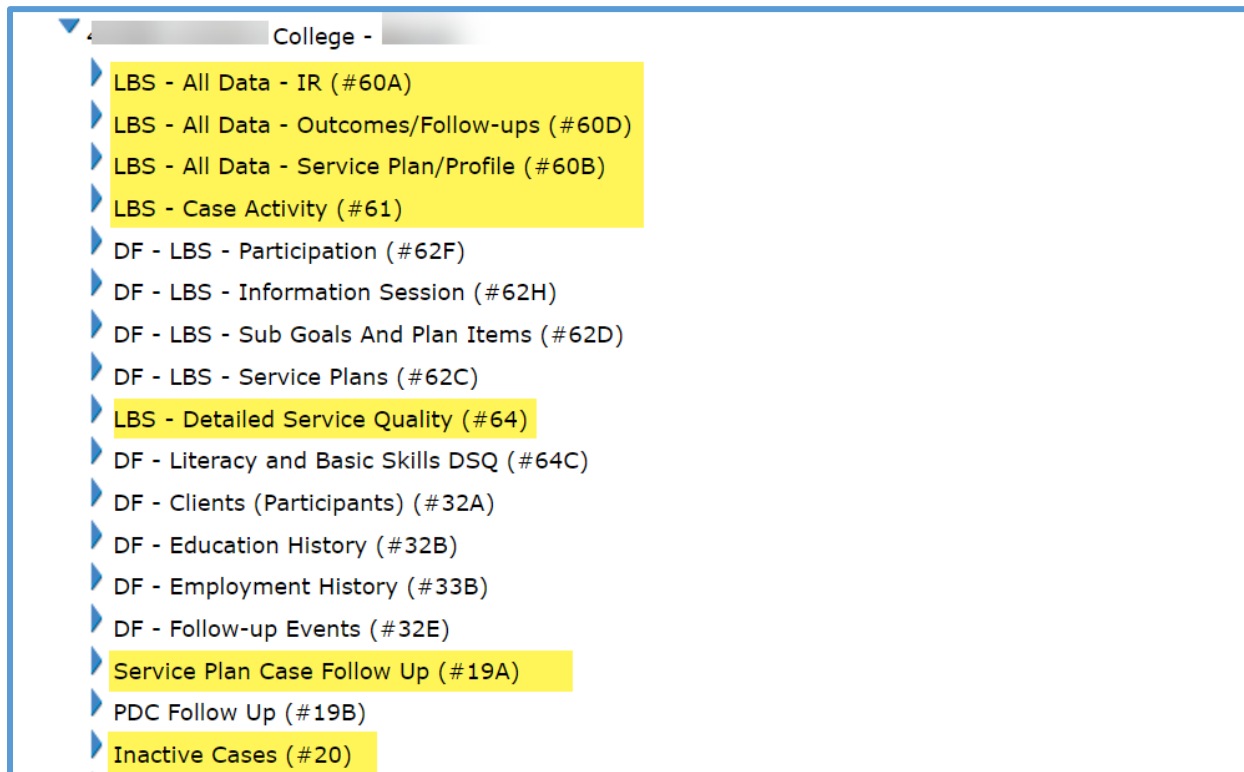 College -
LBS - All Data - IR (#60A)
LBS - All Data - Outcomes/Follow-ups (#60D)
LBS - All Data - Service Plan/Profile (#60B)
LBS - Case Activity (#61)
DF - LBS - Participation (#62F)
DF - LBS - Information Session (#62H)
DF - LBS - Sub Goals And Plan Items (#62D)
DF - LBS - Service Plans (#62C)
LBS - Detailed Service Quality (#64)
DF - Literacy and Basic Skills DSQ (#64C)
DF - Clients (Participants) (#32A)
DF - Education History (#32B)
DF - Employment History (#33B)
DF - Follow-up Events (#32E)
Service Plan Case Follow Up (#19A)
PDC Follow Up (#19B)
Inactive Cases (#20)